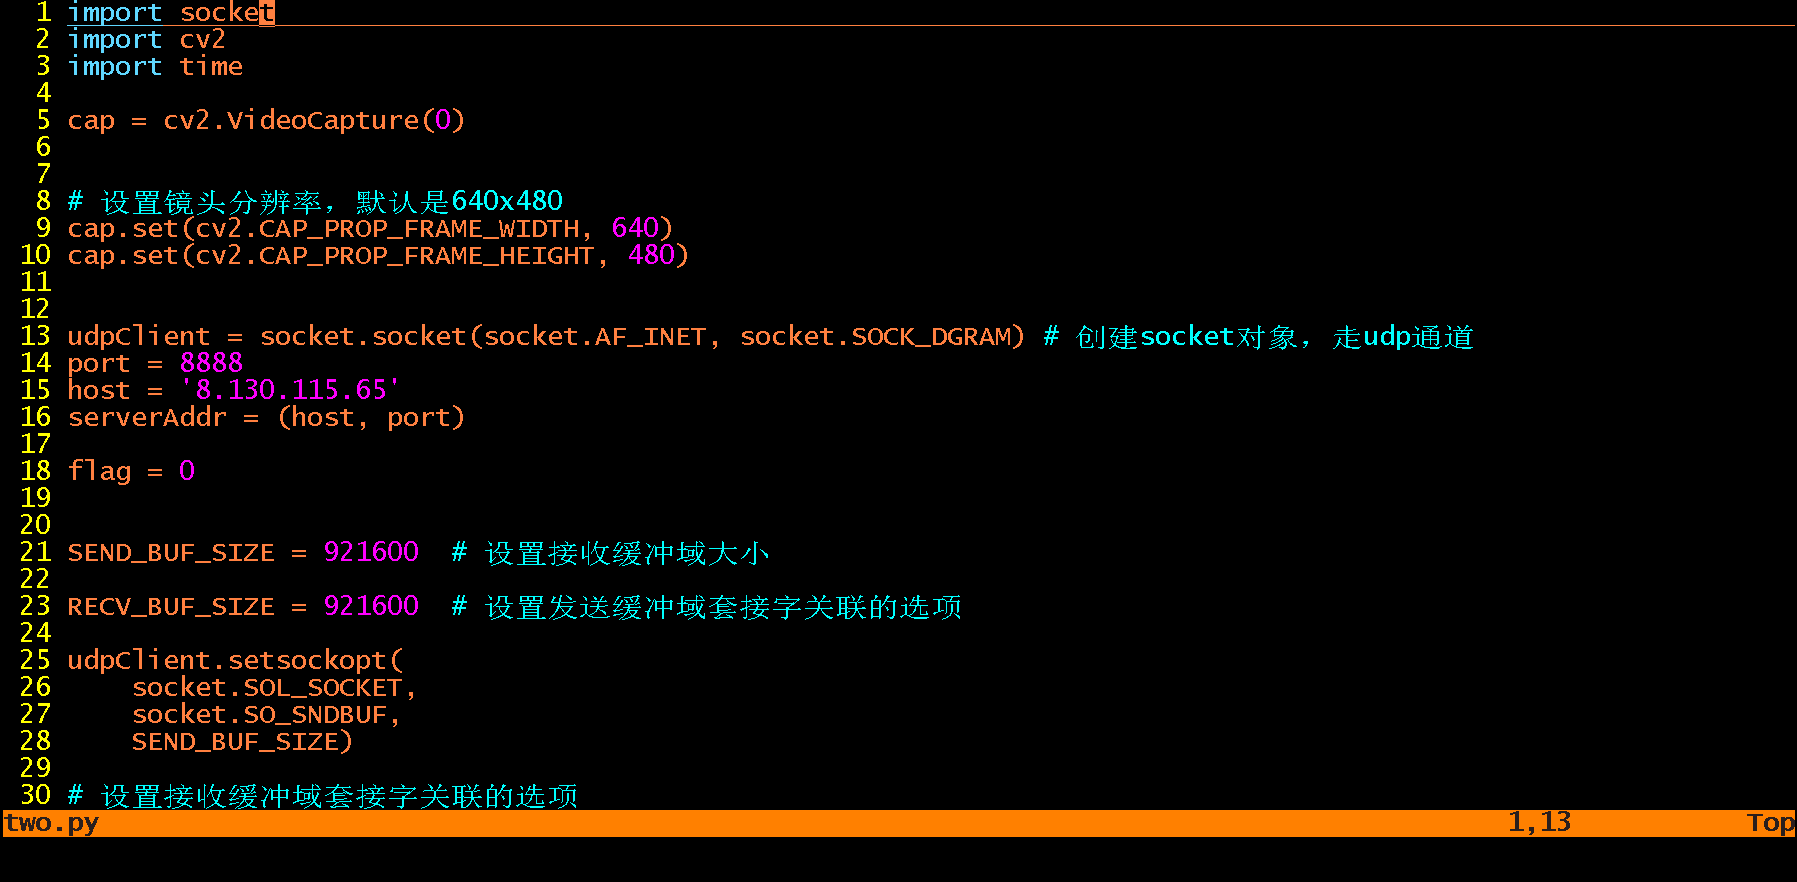 1 import socket
2 import cv2
3 import time
4
5 cap = cv2.VideoCapture(0)
6
7
8 # 设置镜头分辨率，默认是640x480
9 cap.set(cv2.CAP_PROP_FRAME_WIDTH, 640)
10 cap.set(cv2.CAP_PROP_FRAME_HEIGHT, 480)
11
12
13 udpClient = socket.socket(socket.AF_INET, socket.SOCK_DGRAM) # 创建socket对象，走udp通道
14 port = 8888
15 host = '8.130.115.65'
16 serverAddr = (host, port)
17
18 flag = 0
19
20
21 SEND_BUF_SIZE = 921600  # 设置接收缓冲域大小
22
23 RECV_BUF_SIZE = 921600  # 设置发送缓冲域套接字关联的选项
24
25 udpClient.setsockopt(
26     socket.SOL_SOCKET,
27     socket.SO_SNDBUF,
28     SEND_BUF_SIZE)
29
30 # 设置接收缓冲域套接字关联的选项
two.py 1,13 Top